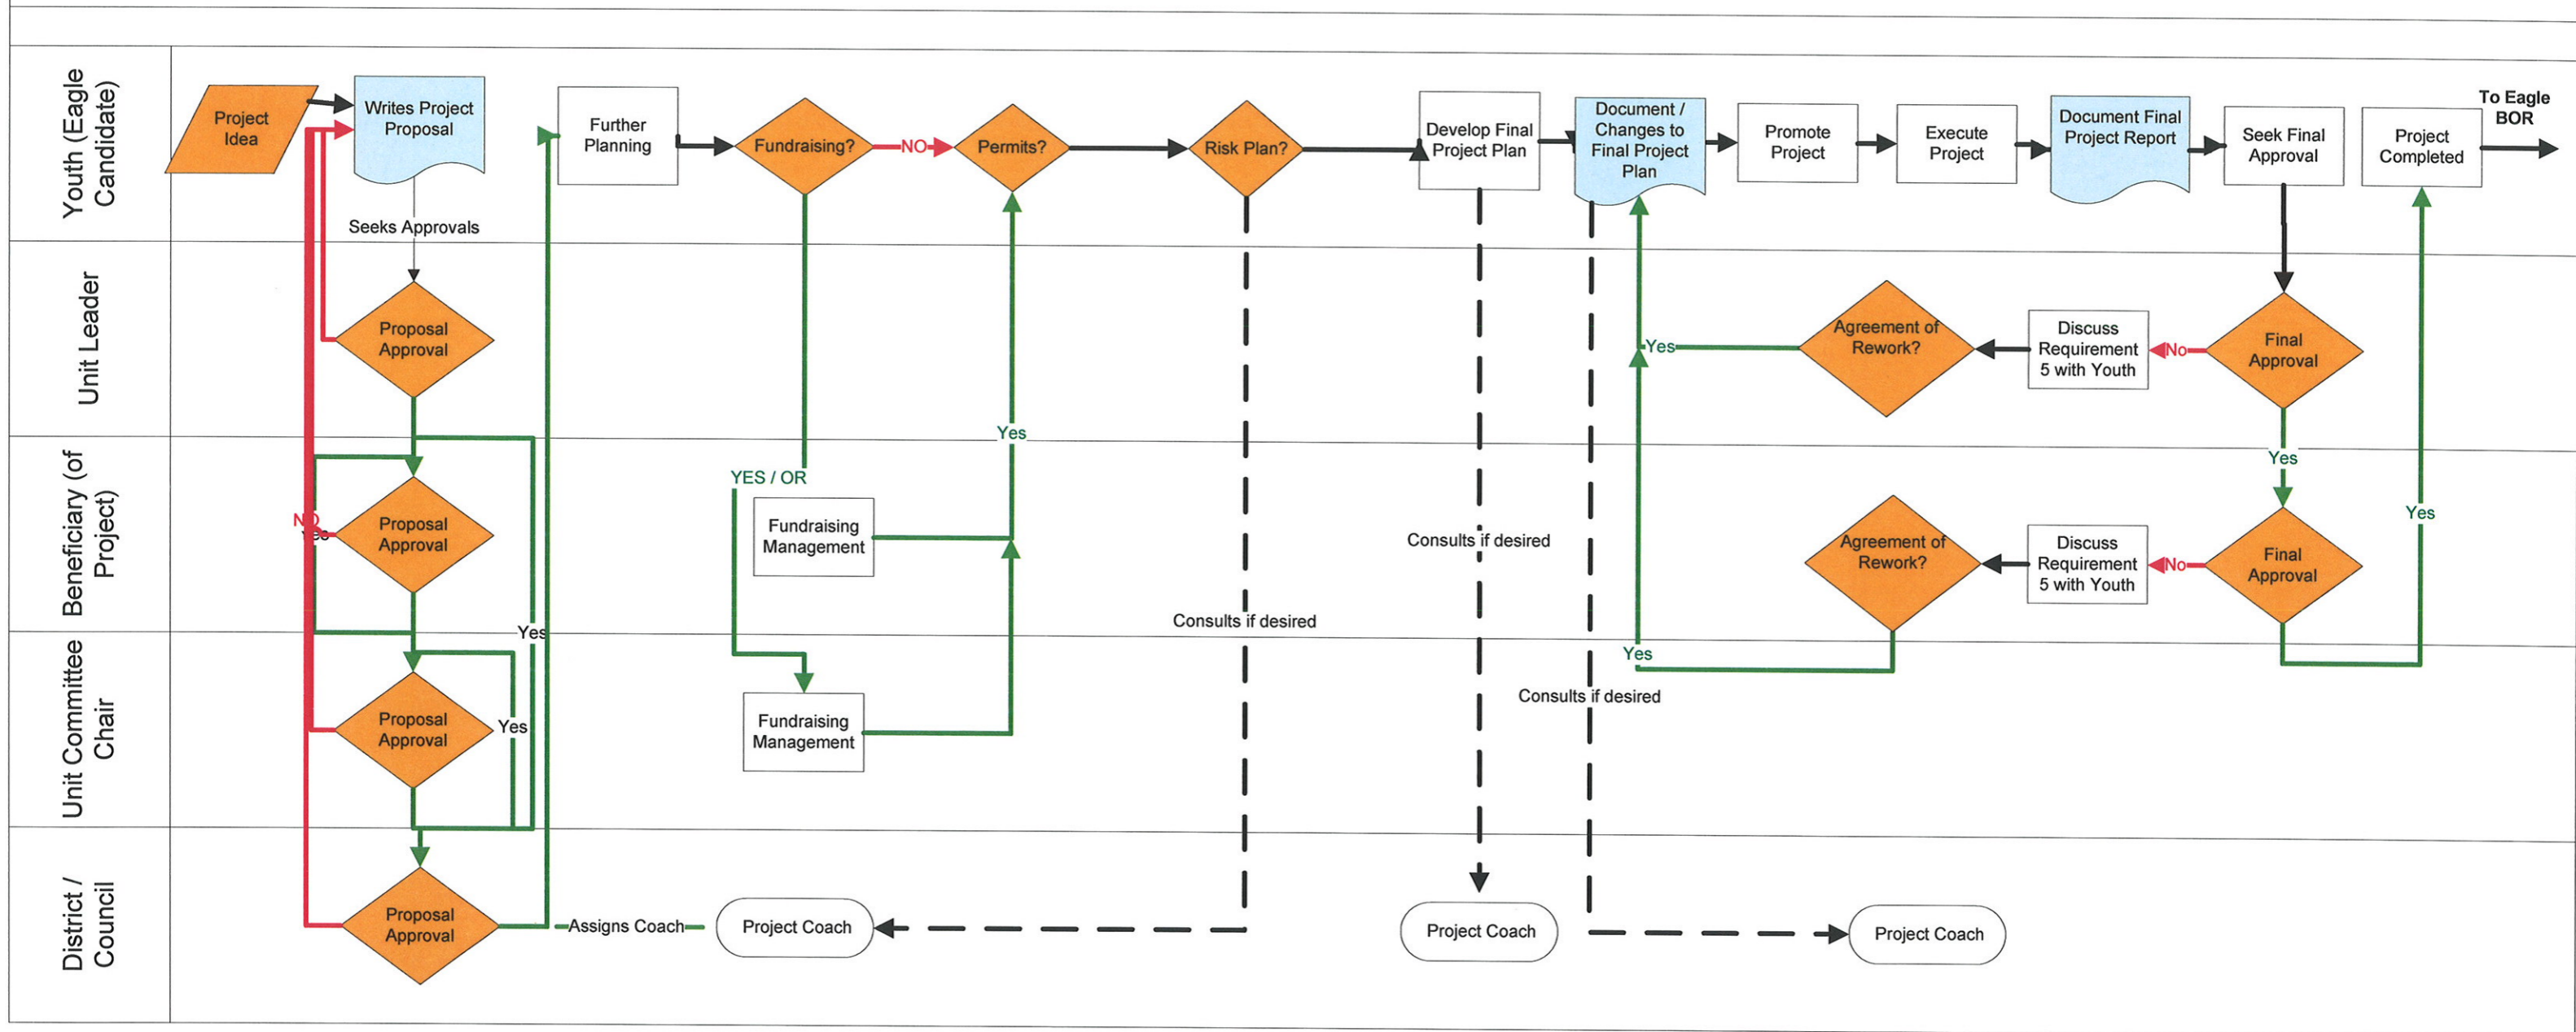 Youth (Eagle
Candidate)
Project
Idea
Writes Project
Proposal
Seeks Approvals
Further
Planning
Fundraising?
NO
Permits?
Risk Plan?
Develop Final
Project Plan
Document /
Changes to
Final Project
Plan
Promote
Project
Execute
Project
Document Final
Project Report
Seek Final
Approval
Project
Completed
To Eagle
BOR
Unit Leader
Proposal
Approval
Yes
Agreement of
Rework?
Discuss
Requirement
5 with Youth
No
Final
Approval
Beneficiary (of
Project)
NO
Yes
Proposal
Approval
Yes
YES / OR
Fundraising
Management
Yes
Consults if desired
Consults if desired
Agreement of
Rework?
Discuss
Requirement
5 with Youth
No
Final
Approval
Yes
Yes
Unit Committee
Chair
Proposal
Approval
Yes
Fundraising
Management
Yes
Consults if desired
District /
Council
Proposal
Approval
Assigns Coach
Project Coach
Project Coach
Project Coach